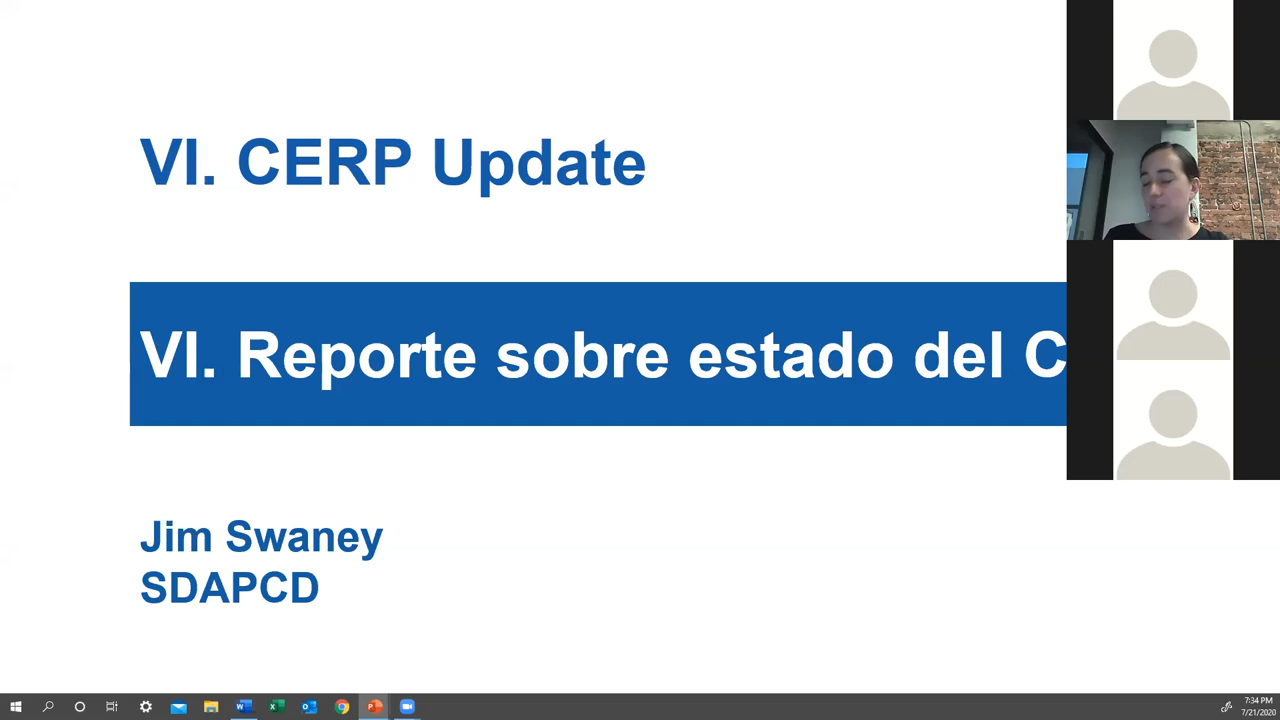 VI. CERP Update
VI. Reporte sobre estado del C
Jim Swaney
SDAPCD
7:34 PM
7/21/2020